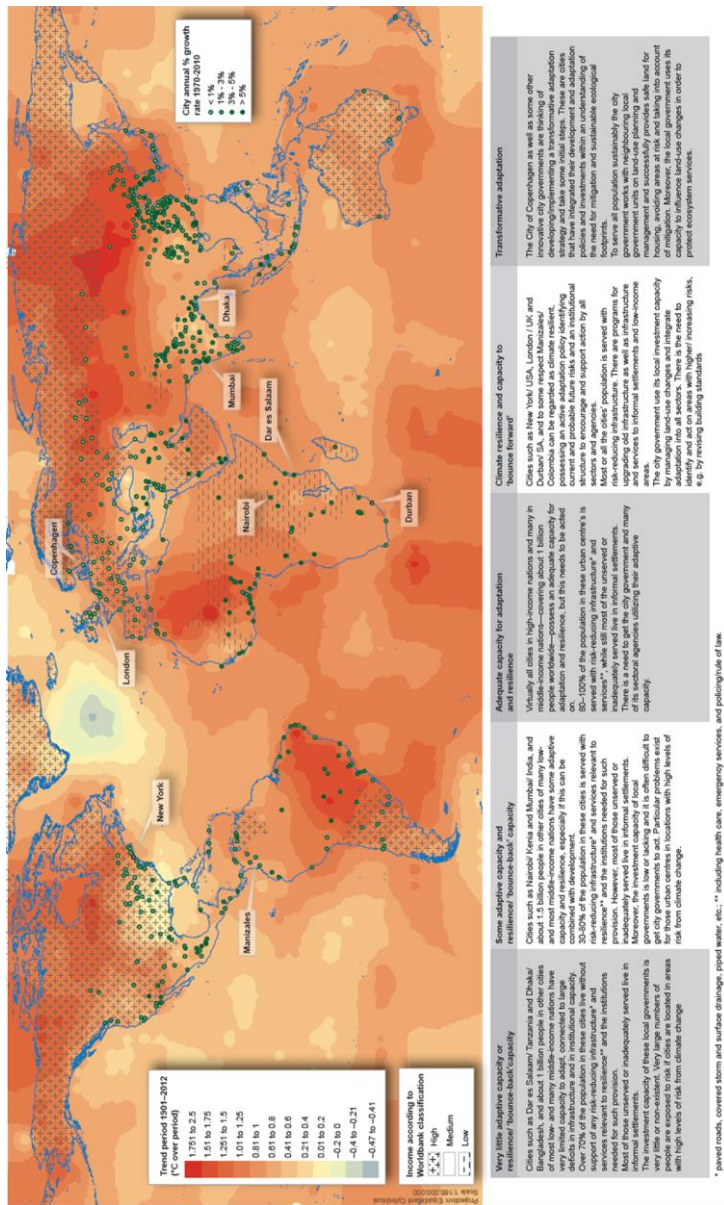 Copenhagen
London
New York
Manizales
Nairobi
Mumbai
Dhaka
Dar es Salaam
Durban
City annual % growth
rate 1970-2010
< 1%
1% - 3%
3% - 5%
> 5%
Trend period 1901–2012
(°C over period)
1.751 to 2.5
1.51 to 1.75
1.251 to 1.5
1.01 to 1.25
0.81 to 1
0.61 to 0.8
0.41 to 0.6
0.21 to 0.4
0.01 to 0.2
-0.2 to 0
-0.4 to -0.21
-0.47 to -0.41
Income according to
Worldbank classification
High
Medium
Low
Projection: Equidistant Cylindrical
Scale 1:165 000 000
Very little adaptive capacity or
resilience/ 'bounce-back'capacity
Cities such as Dar es Salaam/ Tanzania and Dhaka/
Bangladesh, and about 1 billion people in other cities
of most low- and many middle-income nations have
very limited capacity to adapt, connected to large
deficits in infrastructure and in institutional capacity.
Over 70% of the population in these cities live without
support of any risk-reducing infrastructure* and
services relevant to resilience** and the institutions
needed for such provision.
Most of those unserved or inadequately served live in
informal settlements.
The investment capacity of these local governments is
very little or non-existent. Very large numbers of
people are exposed to risk if cities are located in areas
with high levels of risk from climate change
Some adaptive capacity and
resilience/ 'bounce-back' capacity
Cities such as Nairobi/ Kenia and Mumbai/ India, and
about 1.5 billion people in other cities of many low-
and most middle-income nations have some adaptive
capacity and resilience, especially if this can be
combined with development.
30-80% of the population in these cities is served with
risk-reducing infrastructure* and services relevant to
resilience** and the institutions needed for such
provision. However, most of those unserved or
inadequately served live in informal settlements.
Moreover, the investment capacity of local
governments is low or lacking and it is often difficult to
get city governments to act. Particular problems exist
for those urban centres in locations with high levels of
risk from climate change.
Adequate capacity for adaptation
and resilience
Virtually all cities in high-income nations and many in
middle-income nations—covering about 1 billion
people worldwide—possess an adequate capacity for
adaptation and resilience, but this needs to be acted
on.
80–100% of the population in these urban centre's is
served with risk-reducing infrastructure* and
services**, while still most of the unserved or
inadequately served live in informal settlements.
There is a need to get the city government and many
of its sectoral agencies utilizing their adaptive
capacity.
Climate resilience and capacity to
'bounce forward'
Cities such as New York/ USA, London / UK and
Durban/ SA, and to some respect Manizales/
Colombia can be regarded as climate resilient,
possessing an active adaptation policy identifying
current and probable future risks and an institutional
structure to encourage and support action by all
sectors and agencies.
Most or all the cities' population is served with
risk-reducing infrastructure. There are programs for
upgrading old infrastructure as well as infrastructure
and services to informal settlements and low-income
areas.
The city government use its local investment capacity
by managing land-use changes and integrate
adaptation into all sectors. There is the need to
identify and act on areas with higher/ increasing risks,
e.g. by revising building standards
Transformative adaptation
The City of Copenhagen as well as some other
innovative city governments are thinking of
developing/implementing a transformative adaptation
strategy and take some initial steps. These are cities
that have integrated their development and adaptation
policies and investments within an understanding of
the need for mitigation and sustainable ecological
footprints.
To serve all population sustainably the city
government works with neighbouring local
government units on land-use planning and
management and successfully provides safe land for
housing, avoiding areas at risk and taking into account
of mitigation. Moreover, the local government uses its
capacity to influence land-use changes in order to
protect ecosystem services.
* paved roads, covered storm and surface drainage, piped water, etc.; ** including health care, emergency services, and policing/rule of law.